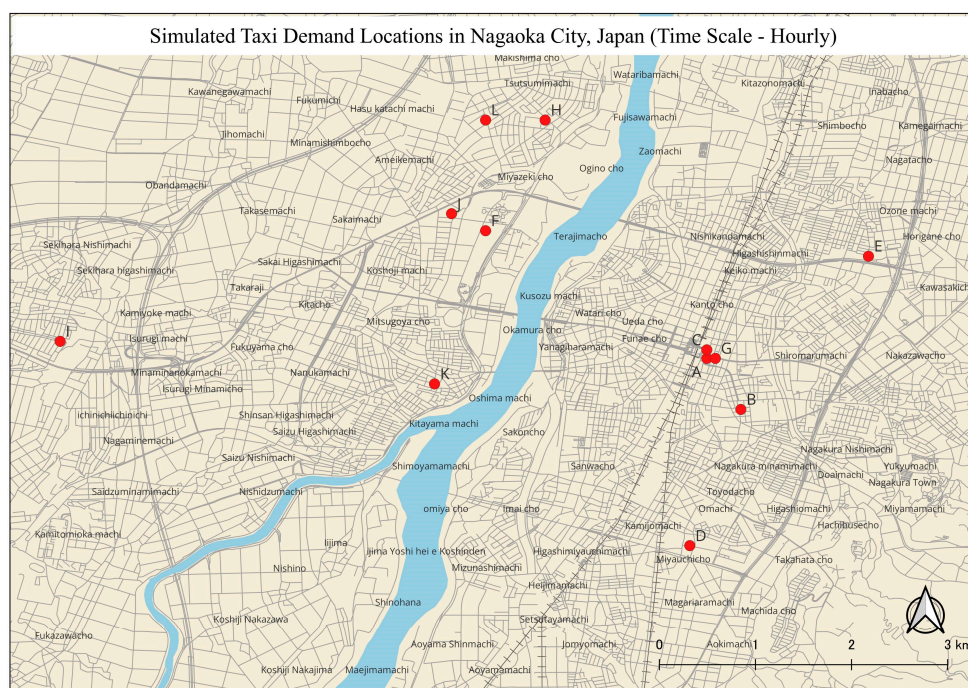 Simulated Taxi Demand Locations in Nagaoka City, Japan (Time Scale - Hourly)
Makishima cho
Wataribamachi
Tsutsumimachi
Kitazonomachi
Kawanegawamachi
Inabacho
Fukumichi
Hasu katachi machi
L
H
Fujisawamachi
Shimbocho
Kamegaimachi
Jihomachi
Minamishimbocho
Zaomachi
Ameikemachi
Nagatacho
Ogino cho
Miyazeki cho
Obandamachi
Takasemachi
J
Ozone machi
Sakaimachi
F
Terajimacho
Nishikandamachi
Horigane cho
Sekihara Nishimachi
E
Higashishinmachi
Sakai Higashimachi
Koshoji machi
Sekihara higashimachi
Keiko machi
Takaraji
Kawasakich
Kusozu machi
Kitacho
Kanto cho
Kamiyoke machi
Watari cho
Mitsugoya cho
Ueda cho
I
Okamura cho
Isurugi machi
Funae cho
C
Fukuyama cho
Yanagiharamachi
G
Shiromarumachi
Nakazawacho
Minaminanokamachi
Nanukamachi
A
K
Isurugi Minamicho
Oshima machi
B
ichinichiichinichi
Shinsan Higashimachi
Kitayama machi
Saizu Higashimachi
Sakoncho
Nagaminemachi
Nagakura Nishimachi
Saizu Nishimachi
Shimoyamamachi
Sanwacho
Nagakura minamimachi
Yukyumachi
Doaimachi
Nagakura Town
Saidzuminamimachi
Nishidzumachi
Toyodacho
omiya cho
Imai cho
Omachi
Higashiomachi
Miyamamachi
Kamijomachi
Hachibusecho
Kamitomioka machi
D
Iijima
Ijima Yoshi hei e Koshinden
Higashimiyauchimachi
Miyauchicho
Takahata cho
Nishino
Mizunashimachi
Heijimamachi
Shinohana
Magariaramachi
Machida cho
Koshiji Nakazawa
Setsutayamachi
Fukazawacho
Aoyama Shinmachi
Jomyomachi
Aokimachi
0 1 2 3 km
Koshiji Nakajima
Maejimamachi
Aoyamamachi